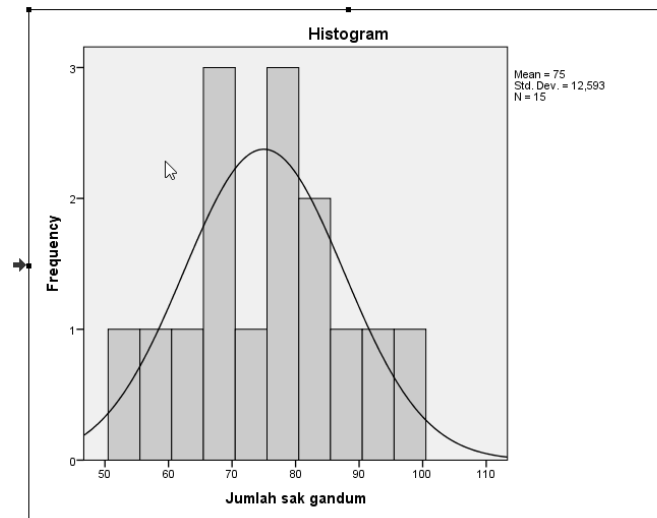 Histogram
Mean = 75
Std. Dev. = 12,593
N = 15
Frequency
3
2
1
0
50 60 70 80 90 100 110
Jumlah sak gandum